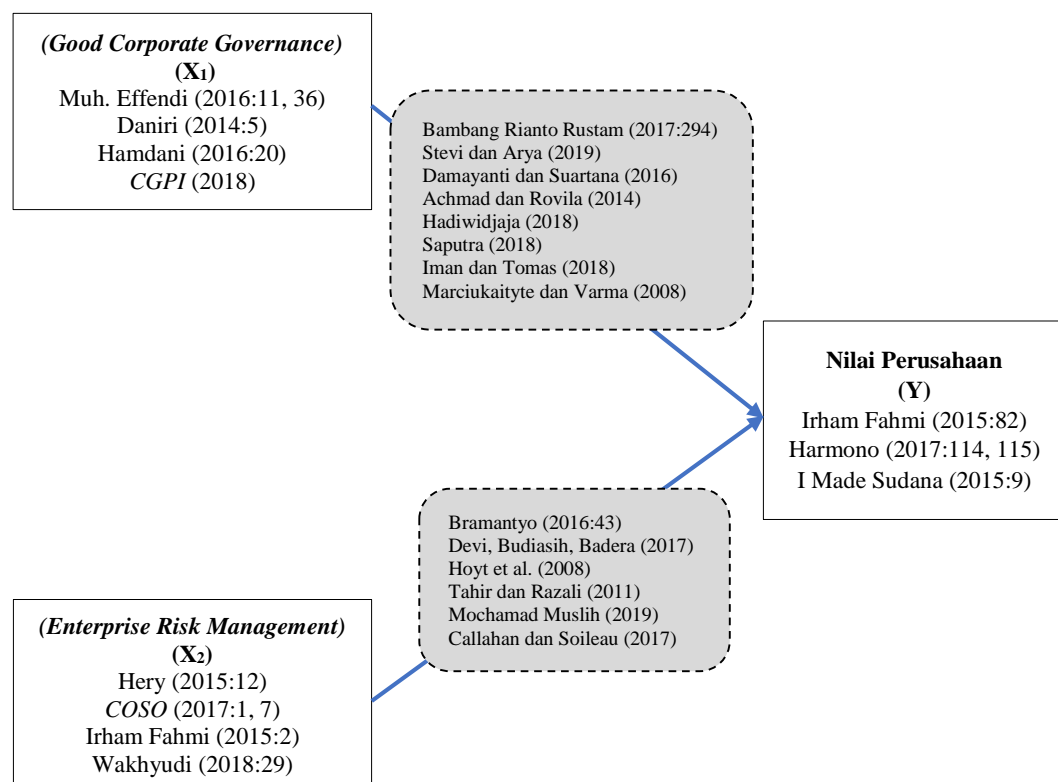 (Good Corporate Governance)
(X₁)
Muh. Effendi (2016:11, 36)
Daniri (2014:5)
Hamdani (2016:20)
CGPI (2018)
Bambang Rianto Rustam (2017:294)
Stevi dan Arya (2019)
Damayanti dan Suartana (2016)
Achmad dan Rovila (2014)
Hadiwidjaja (2018)
Saputra (2018)
Iman dan Tomas (2018)
Marciukaityte dan Varma (2008)
Nilai Perusahaan
(Y)
Irham Fahmi (2015:82)
Harmono (2017:114, 115)
I Made Sudana (2015:9)
Bramantyo (2016:43)
Devi, Budiasih, Badera (2017)
Hoyt et al. (2008)
Tahir dan Razali (2011)
Mochamad Muslih (2019)
Callahan dan Soileau (2017)
(Enterprise Risk Management)
(X₂)
Hery (2015:12)
COSO (2017:1, 7)
Irham Fahmi (2015:2)
Wakhyudi (2018:29)